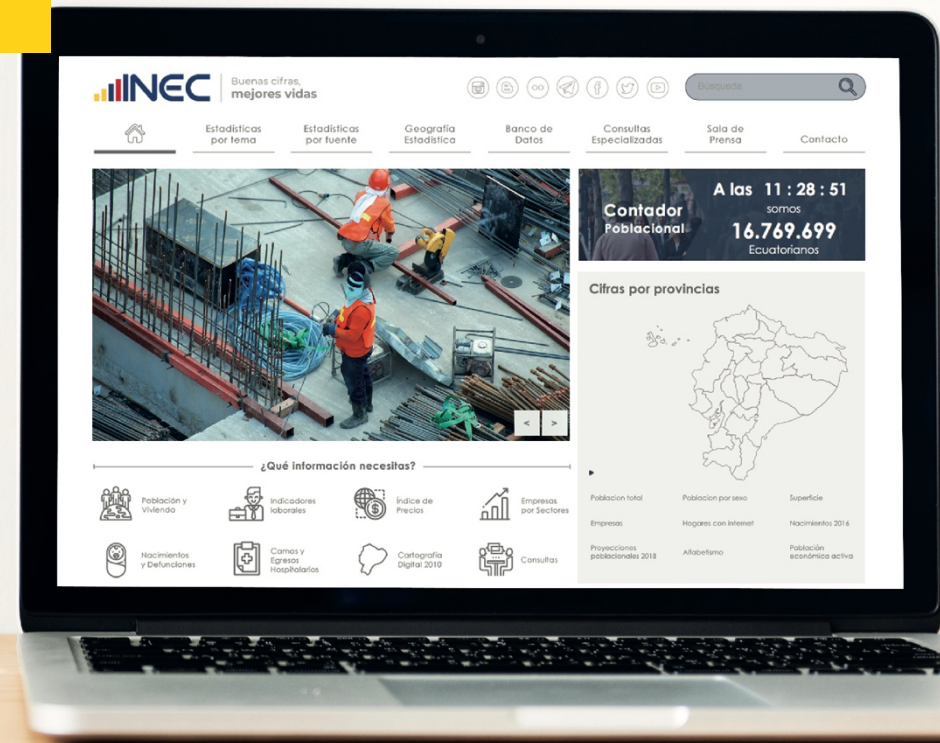 INEC
Buenas cifras,
mejores vidas
Búsqueda
Estadísticas
por tema
Estadísticas
por fuente
Geografía
Estadística
Banco de
Datos
Consultas
Especializadas
Sala de
Prensa
Contacto
Contador
Poblacional
A las 11 : 28 : 51
somos
16.769.699
Ecuatorianos
Cifras por provincias
< >
¿Qué información necesitas?
Población y
Vivienda
Indicadores
laborales
Índice de
Precios
Empresas
por Sectores
Nacimientos
y Defunciones
Camas y
Egresos
Hospitalarios
Cartografía
Digital 2010
Consultas
Poblacion total
Poblacion por sexo
Superficie
Empresas
Hogares con internet
Nacimientos 2016
Proyecciones
poblacionales 2018
Alfabetismo
Población
económica activa